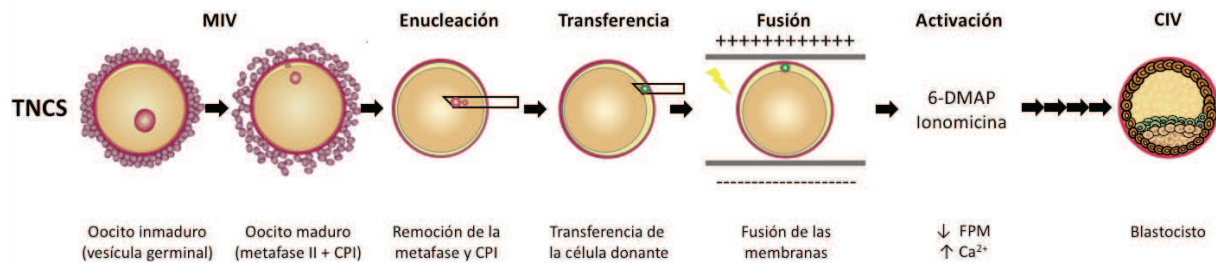 MIV
Enucleación
Transferencia
Fusión
Activación
CIV
+++++++++++
TNCS
6-DMAP
Ionomicina
--------------------
Oocito inmaduro
(vesícula germinal)
Oocito maduro
(metafase II + CPI)
Remoción de la
metafase y CPI
Transferencia de
la célula donante
Fusión de las
membranas
↓ FPM
↑ Ca²⁺
Blastocisto